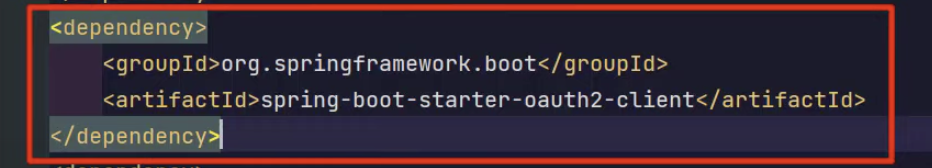 <dependency>
<groupId>org.springframework.boot</groupId>
<artifactId>spring-boot-starter-oauth2-client</artifactId>
</dependency>